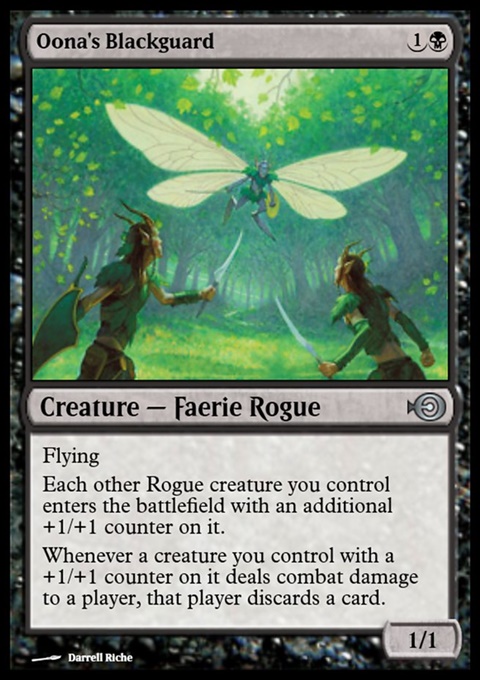 Oona's Blackguard 1
Creature — Faerie Rogue
Flying
Each other Rogue creature you control
enters the battlefield with an additional
+1/+1 counter on it.
Whenever a creature you control with a
+1/+1 counter on it deals combat damage
to a player, that player discards a card.
1/1
Darrell Riche